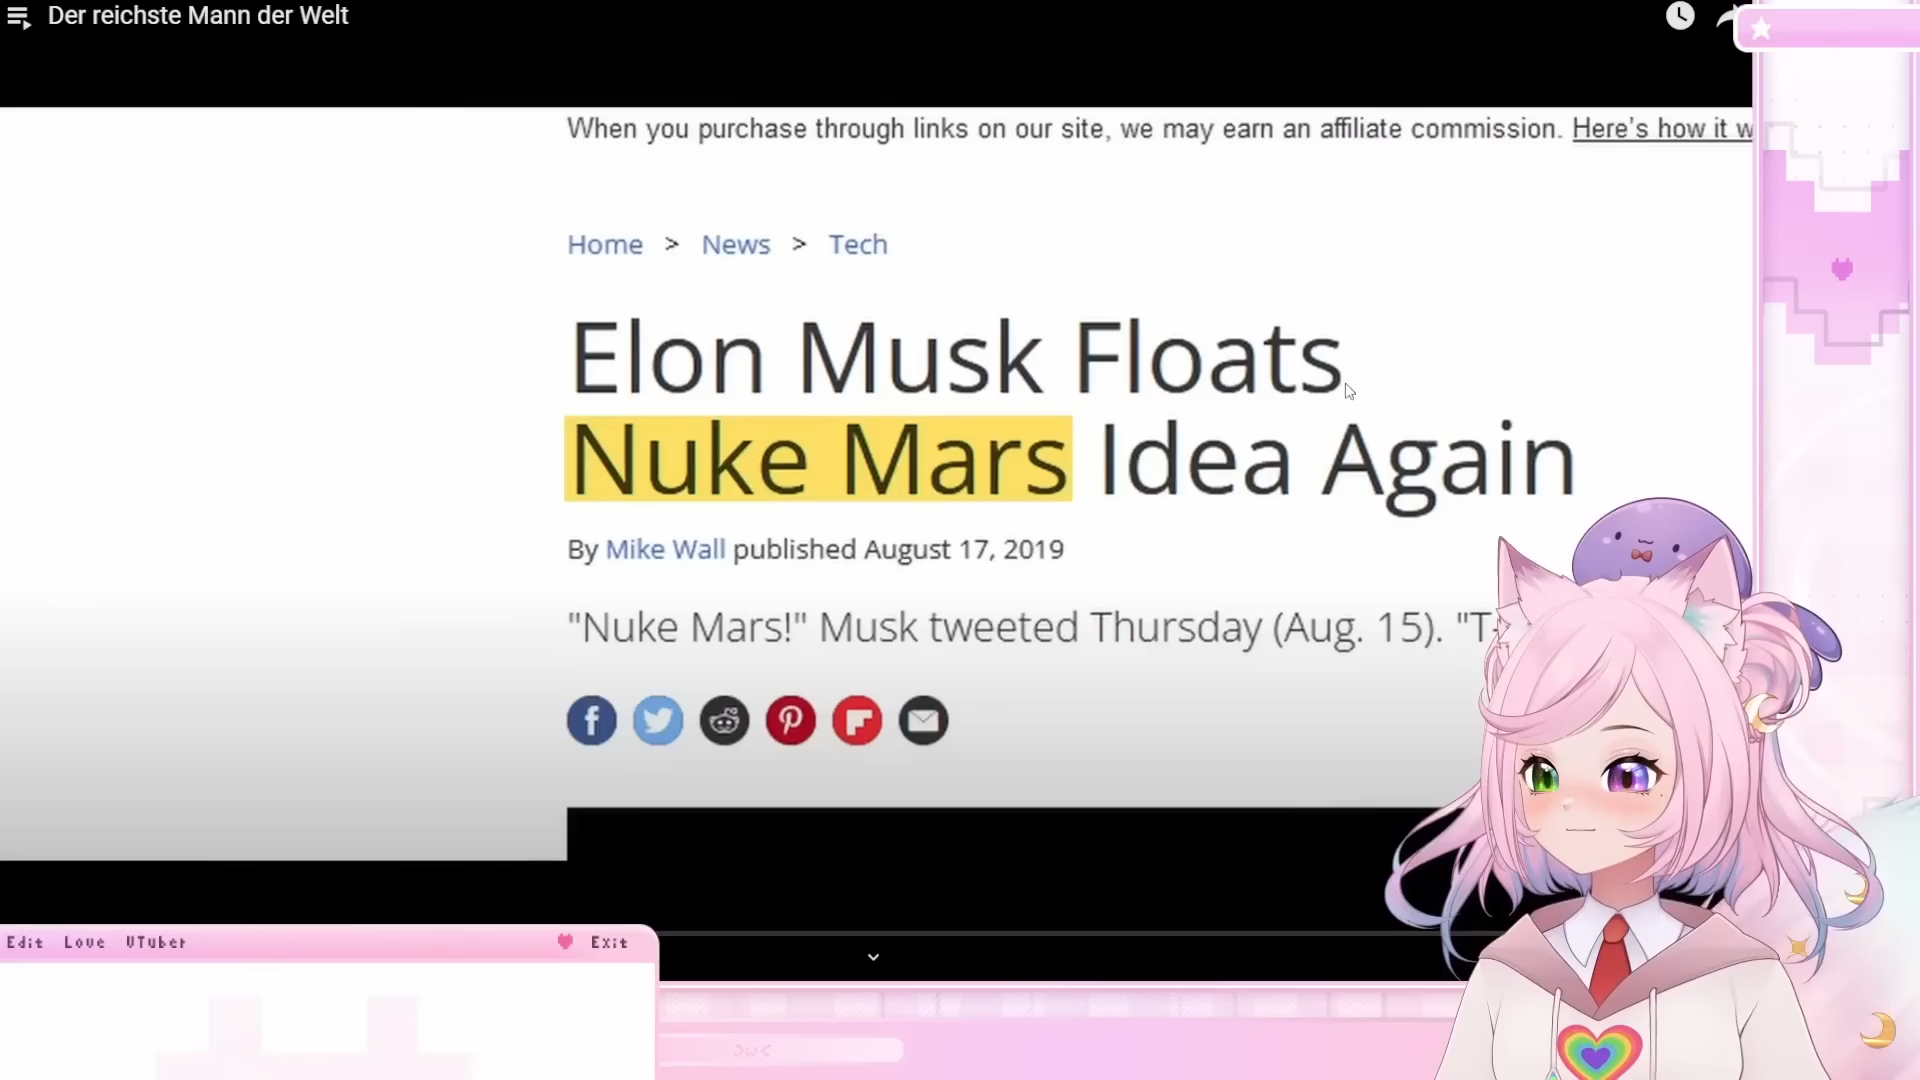 Der reichste Mann der Welt
When you purchase through links on our site, we may earn an affiliate commission. Here's how it w
Home > News > Tech
Elon Musk Floats
Nuke Mars Idea Again
By Mike Wall published August 17, 2019
"Nuke Mars!" Musk tweeted Thursday (Aug. 15). "T
Edit Love VTuber Exit
>ω<